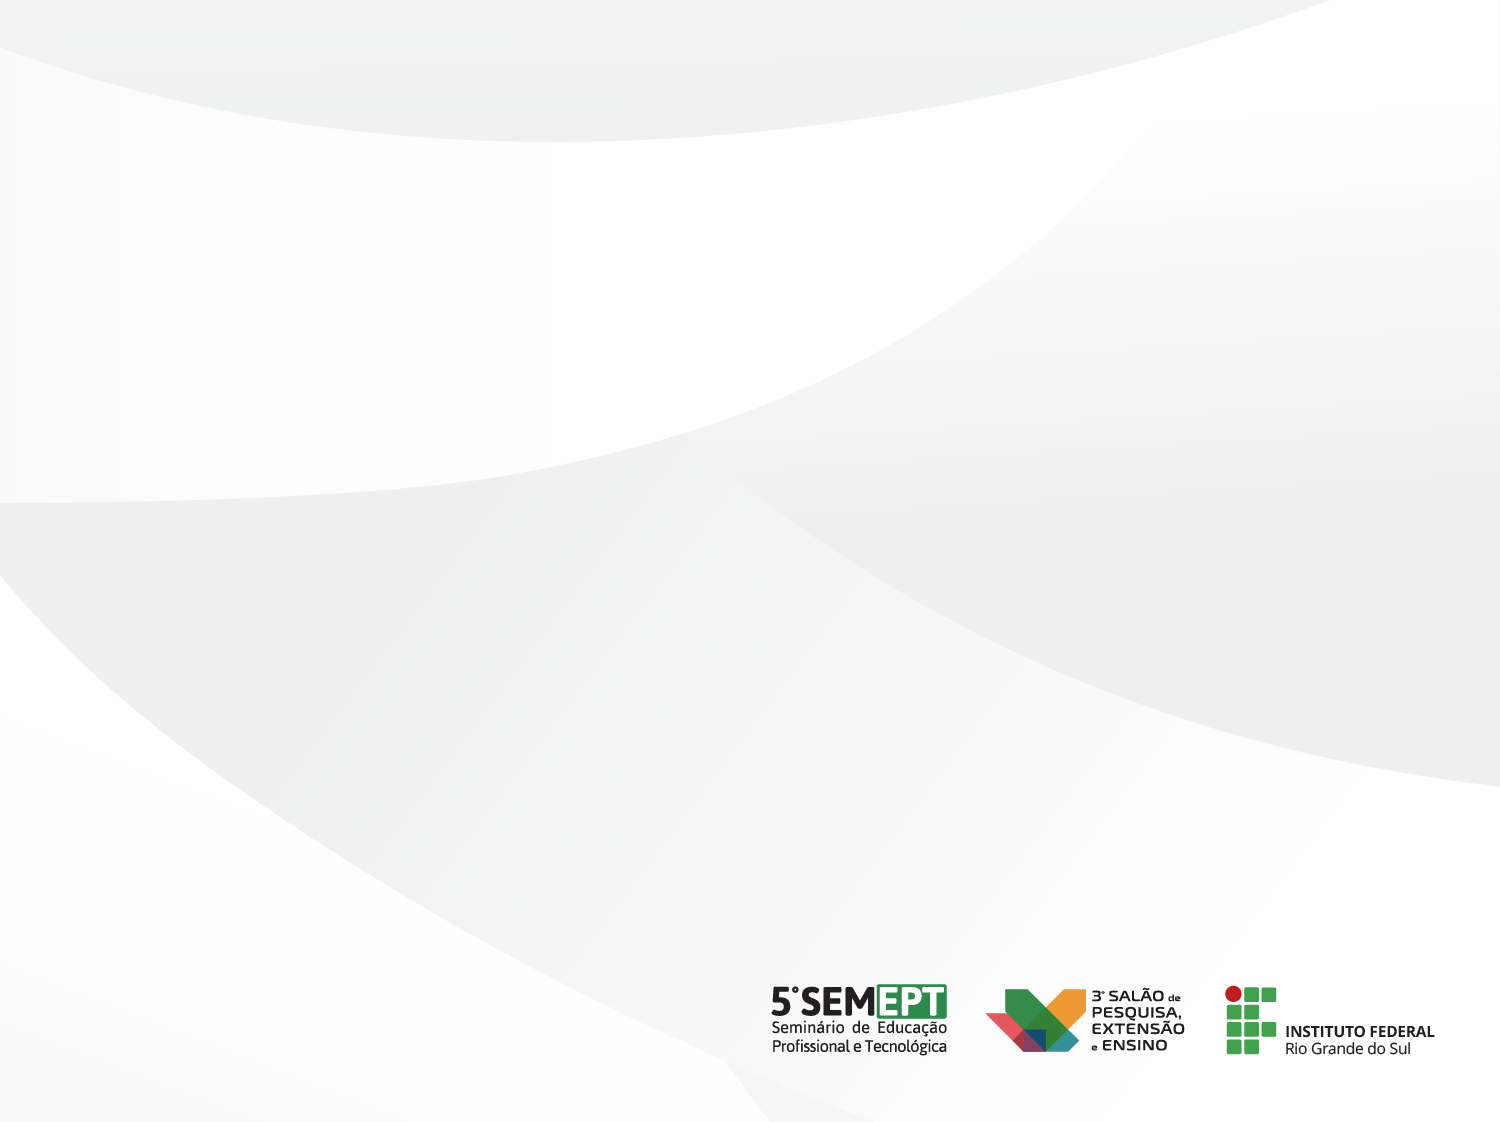 5°SEMEPT
Seminário de Educação
Profissional e Tecnológica
3° SALÃO de
PESQUISA,
EXTENSÃO
e ENSINO
INSTITUTO FEDERAL
Rio Grande do Sul